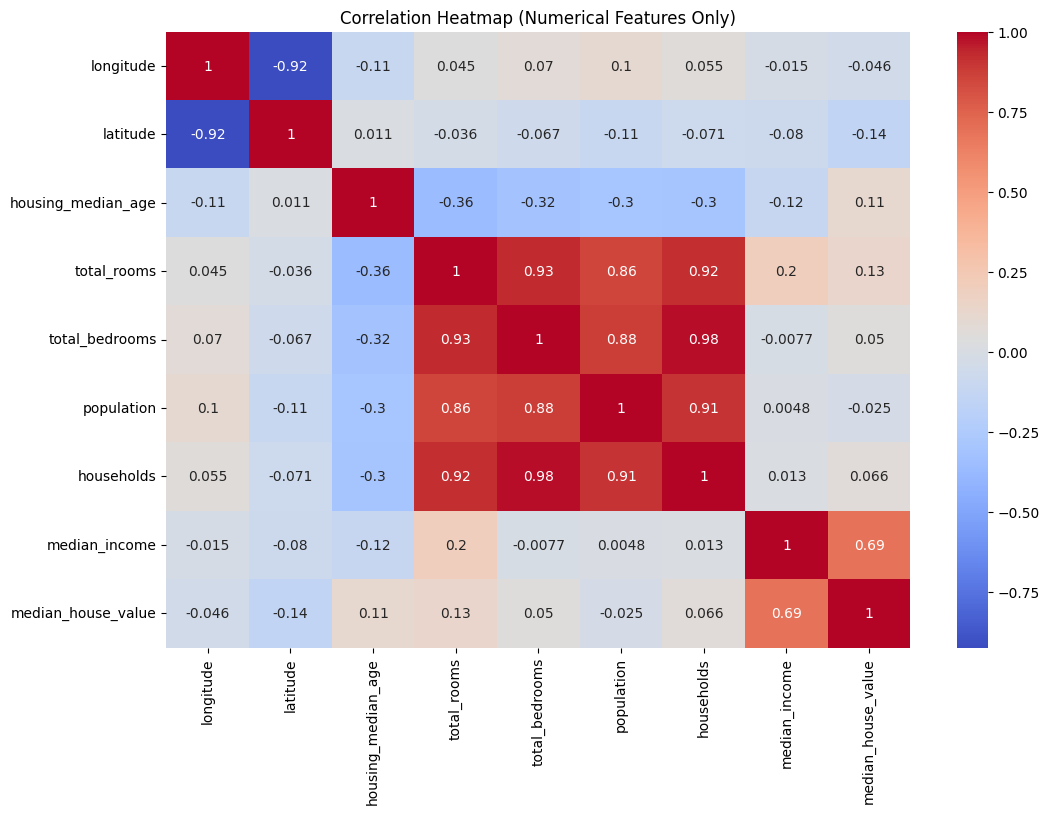 Correlation Heatmap (Numerical Features Only)
longitude 1 -0.92 -0.11 0.045 0.07 0.1 0.055 -0.015 -0.046
latitude -0.92 1 0.011 -0.036 -0.067 -0.11 -0.071 -0.08 -0.14
housing_median_age -0.11 0.011 1 -0.36 -0.32 -0.3 -0.3 -0.12 0.11
total_rooms 0.045 -0.036 -0.36 1 0.93 0.86 0.92 0.2 0.13
total_bedrooms 0.07 -0.067 -0.32 0.93 1 0.88 0.98 -0.0077 0.05
population 0.1 -0.11 -0.3 0.86 0.88 1 0.91 0.0048 -0.025
households 0.055 -0.071 -0.3 0.92 0.98 0.91 1 0.013 0.066
median_income -0.015 -0.08 -0.12 0.2 -0.0077 0.0048 0.013 1 0.69
median_house_value -0.046 -0.14 0.11 0.13 0.05 -0.025 0.066 0.69 1
longitude
latitude
housing_median_age
total_rooms
total_bedrooms
population
households
median_income
median_house_value
1.00
0.75
0.50
0.25
0.00
−0.25
−0.50
−0.75